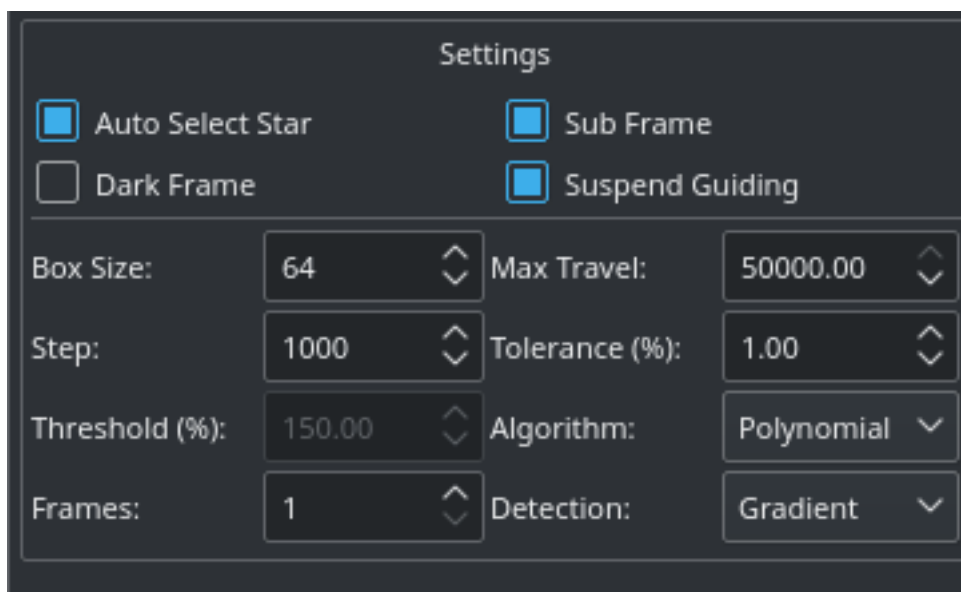 Settings
Auto Select Star Sub Frame
Dark Frame Suspend Guiding
Box Size: 64 Max Travel: 50000.00
Step: 1000 Tolerance (%): 1.00
Threshold (%): 150.00 Algorithm: Polynomial
Frames: 1 Detection: Gradient